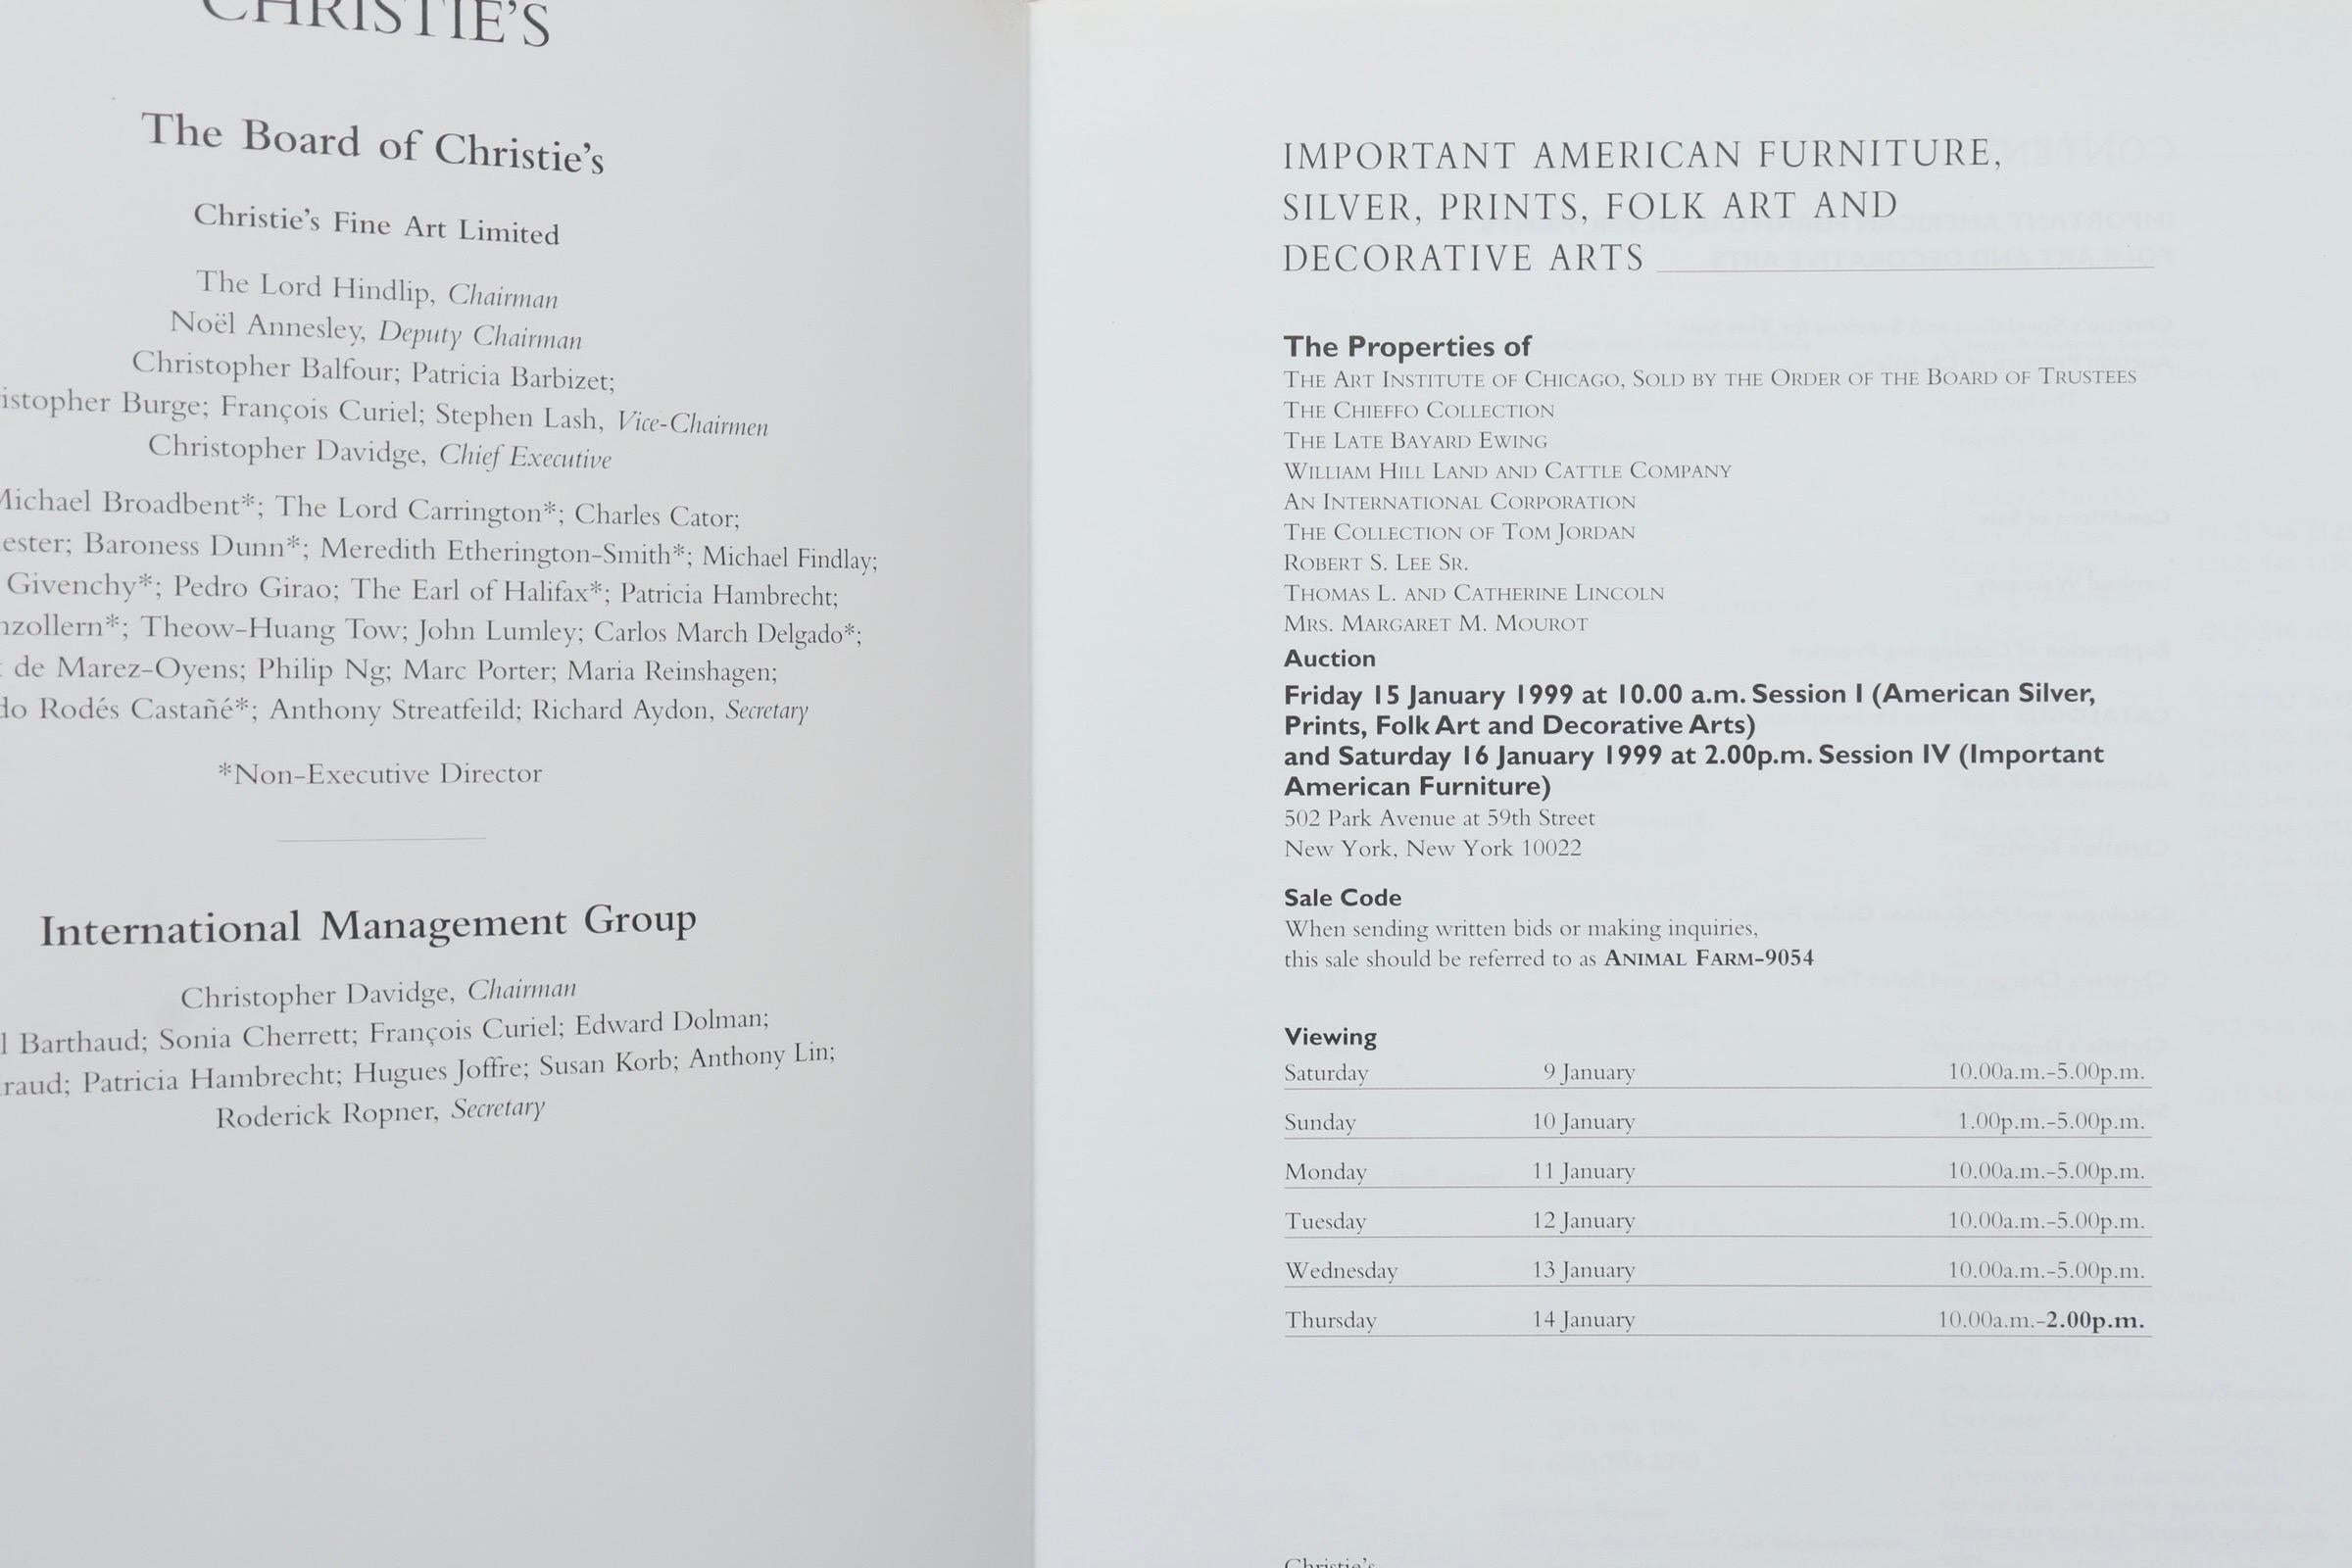 CHRISTIE'S
The Board of Christie's
Christie's Fine Art Limited
The Lord Hindlip, Chairman
Noël Annesley, Deputy Chairman
Christopher Balfour; Patricia Barbizet;
istopher Burge; François Curiel; Stephen Lash, Vice-Chairmen
Christopher Davidge, Chief Executive
Michael Broadbent*; The Lord Carrington*; Charles Cator;
ester; Baroness Dunn*; Meredith Etherington-Smith*; Michael Findlay;
Givenchy*; Pedro Girao; The Earl of Halifax*; Patricia Hambrecht;
nzollern*; Theow-Huang Tow; John Lumley; Carlos March Delgado*;
de Marez-Oyens; Philip Ng; Marc Porter; Maria Reinshagen;
do Rodés Castañé*; Anthony Streatfeild; Richard Aydon, Secretary
*Non-Executive Director
International Management Group
Christopher Davidge, Chairman
l Barthaud; Sonia Cherrett; François Curiel; Edward Dolman;
raud; Patricia Hambrecht; Hugues Joffre; Susan Korb; Anthony Lin;
Roderick Ropner, Secretary
IMPORTANT AMERICAN FURNITURE,
SILVER, PRINTS, FOLK ART AND
DECORATIVE ARTS
The Properties of
THE ART INSTITUTE OF CHICAGO, SOLD BY THE ORDER OF THE BOARD OF TRUSTEES
THE CHIEFFO COLLECTION
THE LATE BAYARD EWING
WILLIAM HILL LAND AND CATTLE COMPANY
AN INTERNATIONAL CORPORATION
THE COLLECTION OF TOM JORDAN
ROBERT S. LEE SR.
THOMAS L. AND CATHERINE LINCOLN
MRS. MARGARET M. MOUROT
Auction
Friday 15 January 1999 at 10.00 a.m. Session I (American Silver,
Prints, Folk Art and Decorative Arts)
and Saturday 16 January 1999 at 2.00p.m. Session IV (Important
American Furniture)
502 Park Avenue at 59th Street
New York, New York 10022
Sale Code
When sending written bids or making inquiries,
this sale should be referred to as ANIMAL FARM-9054
Viewing
Saturday 9 January 10.00a.m.-5.00p.m.
Sunday 10 January 1.00p.m.-5.00p.m.
Monday 11 January 10.00a.m.-5.00p.m.
Tuesday 12 January 10.00a.m.-5.00p.m.
Wednesday 13 January 10.00a.m.-5.00p.m.
Thursday 14 January 10.00a.m.-2.00p.m.
Christie's